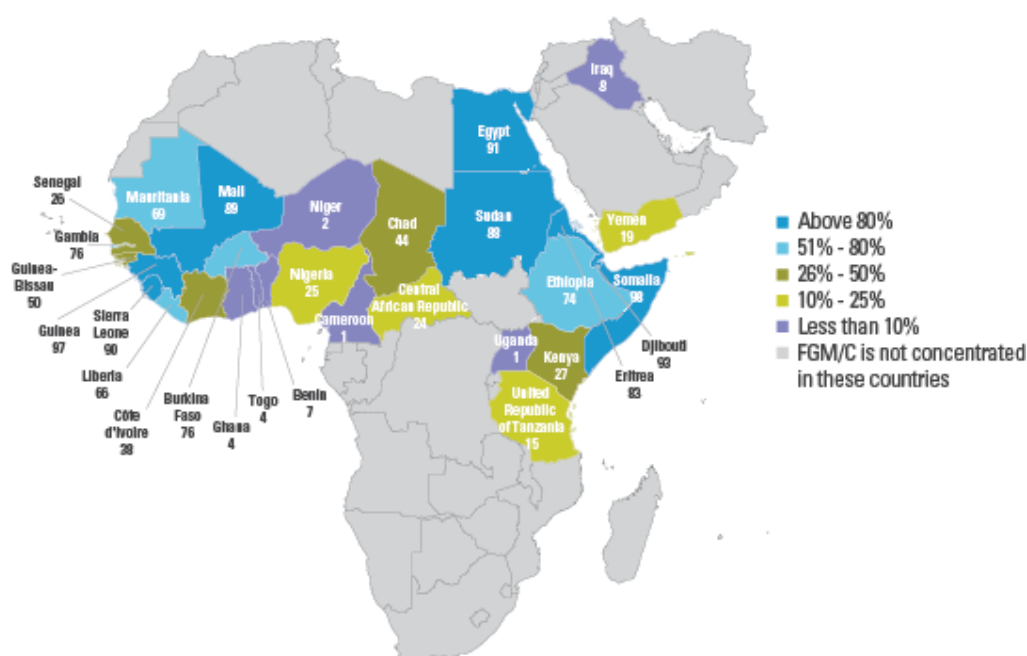 Iraq
8
Egypt
91
Senegal
26
Mauritania
69
Mali
89
Niger
2
Chad
44
Sudan
88
Yemen
19
Gambia
76
Guinea-
Bissau
50
Nigeria
25
Central
African Republic
24
Ethiopia
74
Somalia
98
Guinea
97
Sierra
Leone
90
Cameroon
1
Uganda
1
Kenya
27
Djibouti
93
Eritrea
83
Liberia
66
Côte
d'Ivoire
38
Burkina
Faso
76
Ghana
4
Togo
4
Benin
7
United
Republic
of Tanzania
15
Above 80%
51% - 80%
26% - 50%
10% - 25%
Less than 10%
FGM/C is not concentrated
in these countries